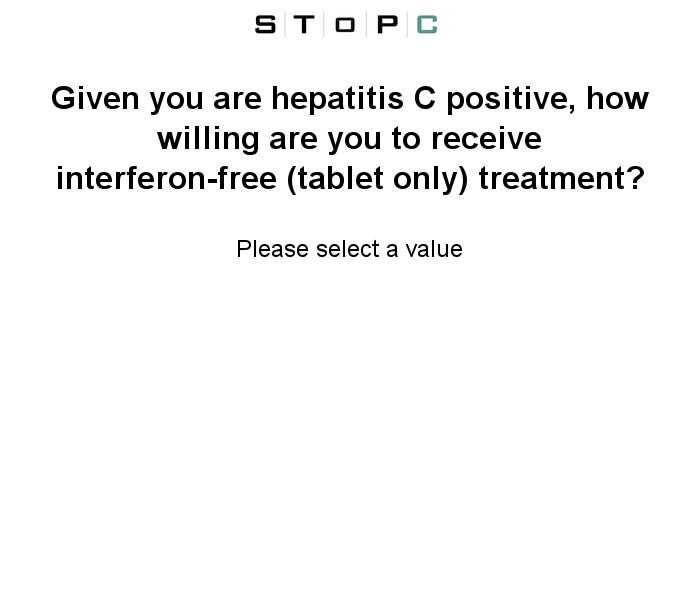 STOPC
Given you are hepatitis C positive, how
willing are you to receive
interferon-free (tablet only) treatment?
Please select a value